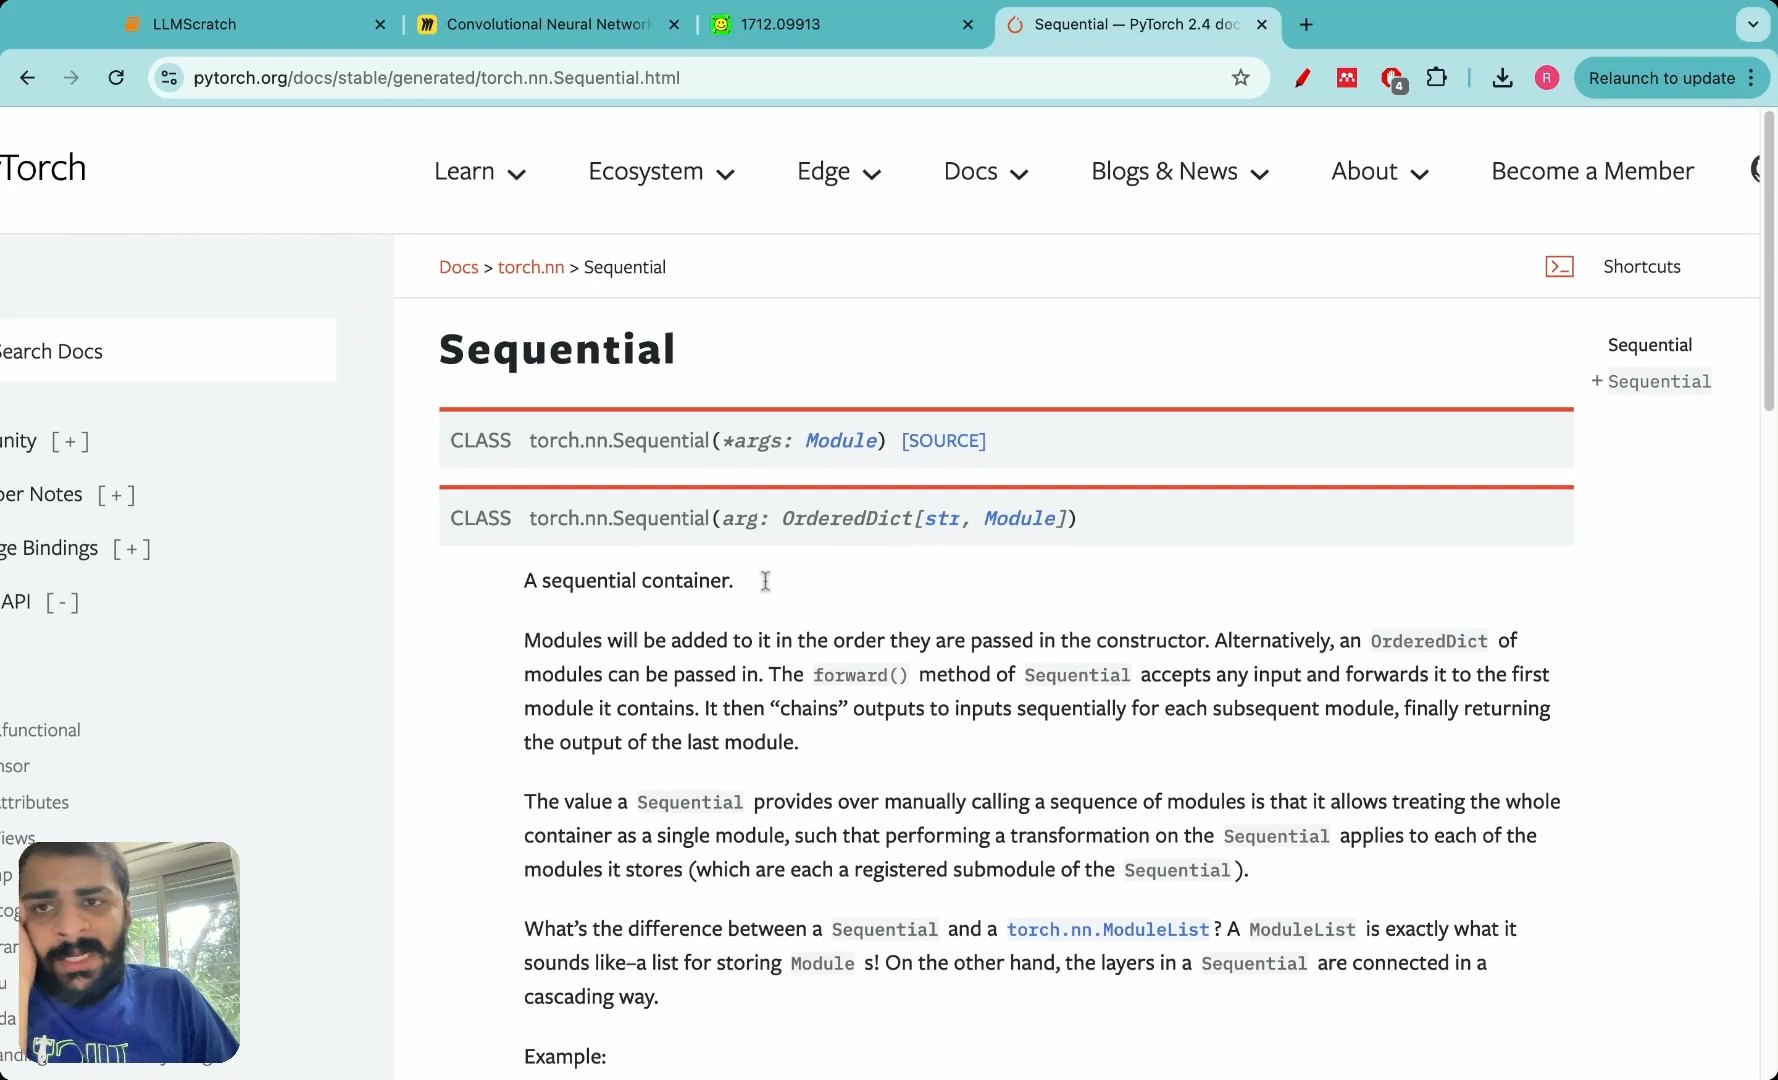 LLMScratch
Convolutional Neural Networ
1712.09913
Sequential — PyTorch 2.4 doc
pytorch.org/docs/stable/generated/torch.nn.Sequential.html
4
R
Relaunch to update
Torch
Learn
Ecosystem
Edge
Docs
Blogs & News
About
Become a Member
Docs > torch.nn > Sequential
Shortcuts
Search Docs
Sequential
+ Sequential
Sequential
CLASS torch.nn.Sequential(*args: Module) [SOURCE]
CLASS torch.nn.Sequential(arg: OrderedDict[str, Module])
nity [ + ]
per Notes [ + ]
ge Bindings [ + ]
API [ - ]
.functional
nsor
ttributes
iews
A sequential container.
Modules will be added to it in the order they are passed in the constructor. Alternatively, an OrderedDict of
modules can be passed in. The forward() method of Sequential accepts any input and forwards it to the first
module it contains. It then “chains” outputs to inputs sequentially for each subsequent module, finally returning
the output of the last module.
The value a Sequential provides over manually calling a sequence of modules is that it allows treating the whole
container as a single module, such that performing a transformation on the Sequential applies to each of the
modules it stores (which are each a registered submodule of the Sequential).
What’s the difference between a Sequential and a torch.nn.ModuleList? A ModuleList is exactly what it
sounds like–a list for storing Module s! On the other hand, the layers in a Sequential are connected in a
cascading way.
Example: